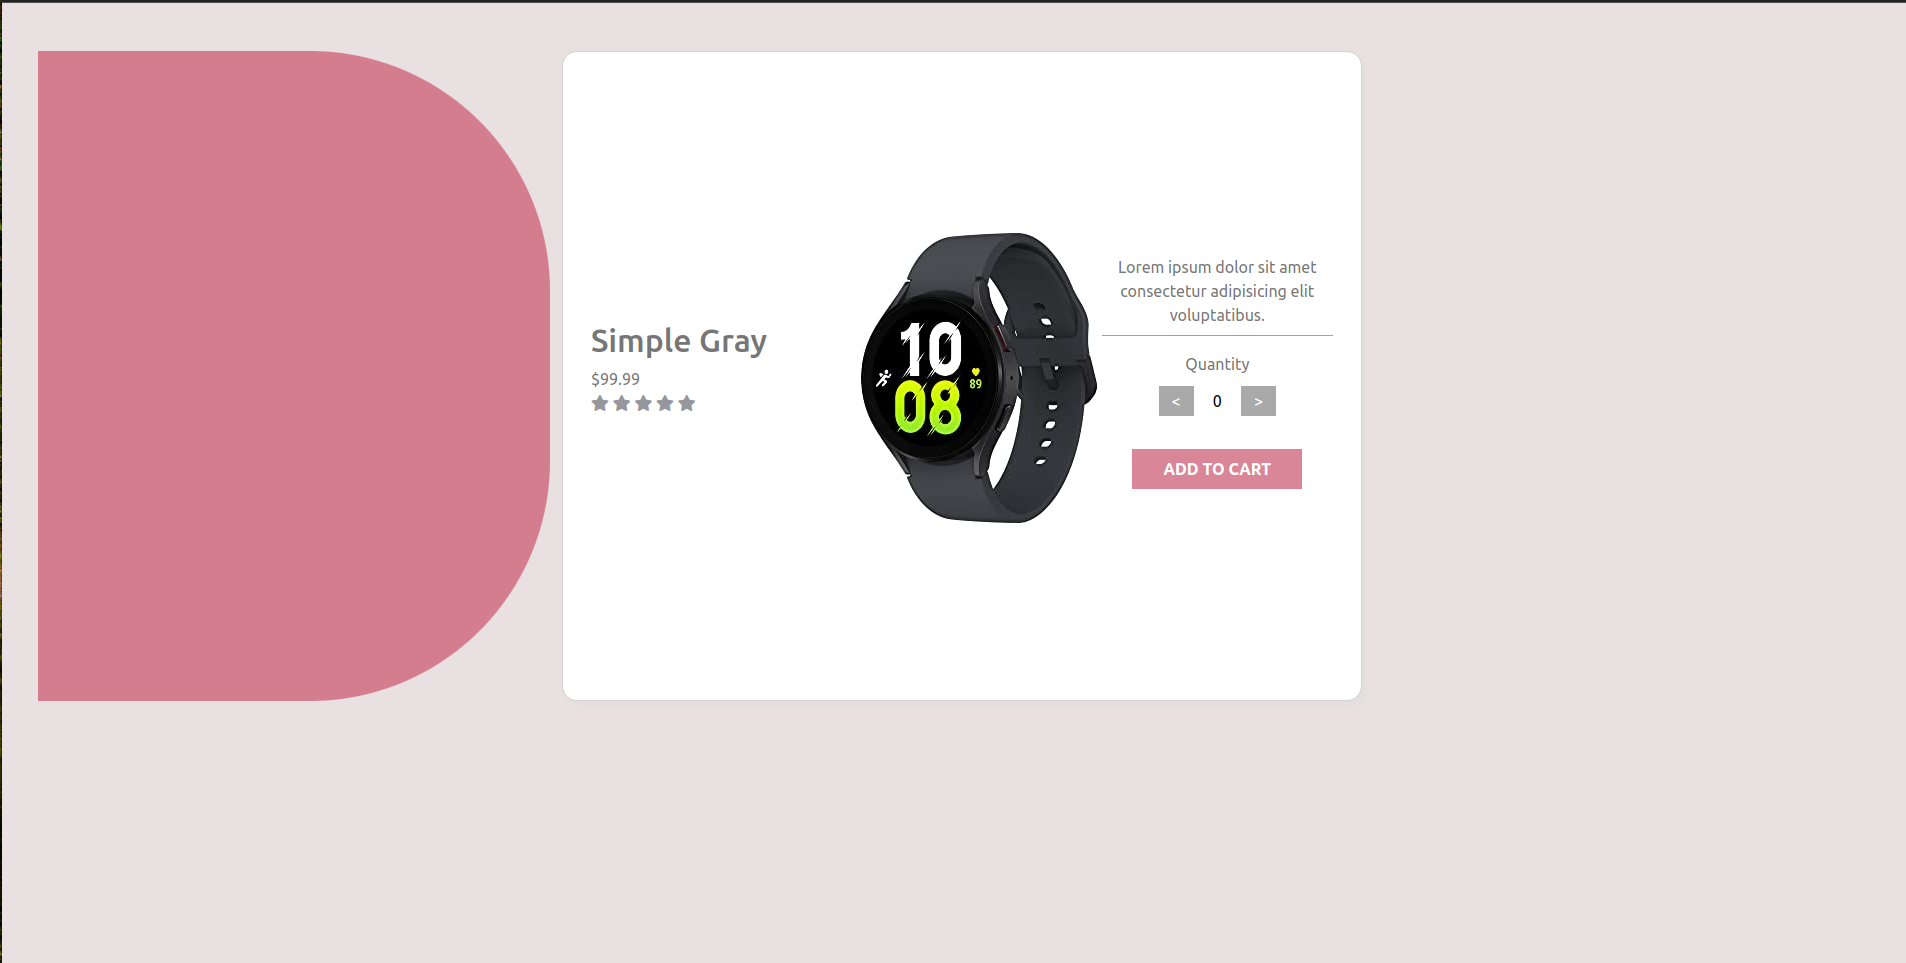 Simple Gray
$99.99
10
08
89
Lorem ipsum dolor sit amet
consectetur adipisicing elit
voluptatibus.
Quantity
< 0 >
ADD TO CART